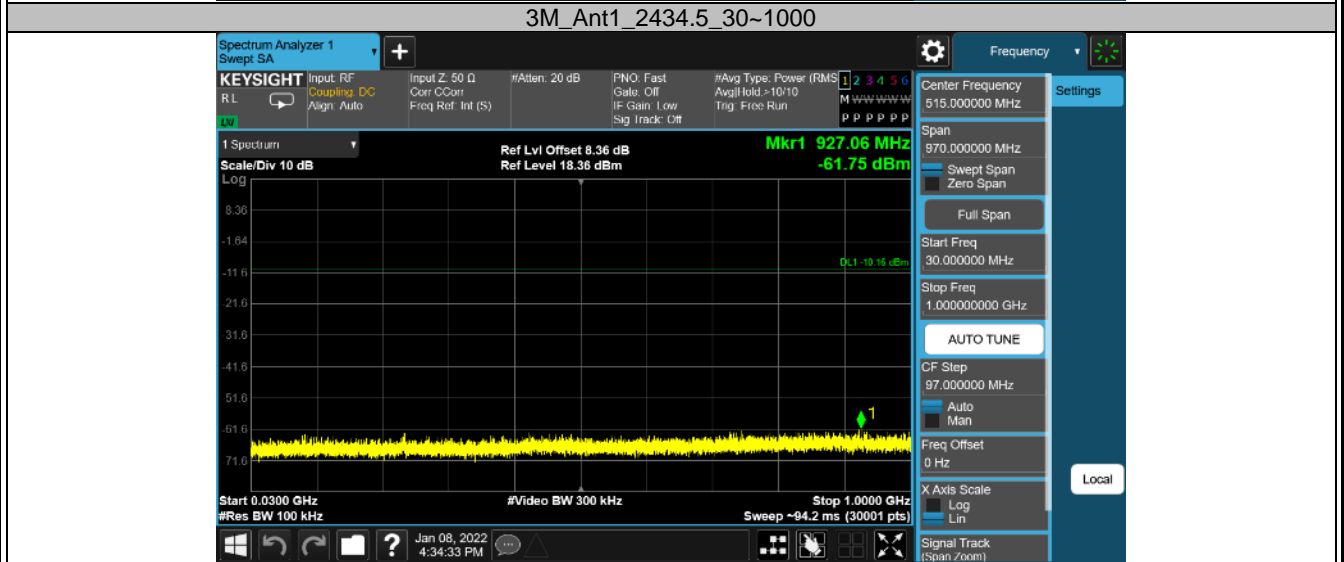 3M_Ant1_2434.5_30~1000
Spectrum Analyzer 1
Swept SA
+
Frequency
KEYSIGHT
RL
Input: RF
Coupling: DC
Align: Auto
Input Z: 50 Ω
Corr CCorr
Freq Ref: Int (S)
#Atten: 20 dB
PNO: Fast
Gate: Off
IF Gain: Low
Sig Track: Off
#Avg Type: Power (RMS
Avg|Hold:>10/10
Trig: Free Run
1 2 3 4 5 6
M W W W W W
P P P P P P
Center Frequency
515.000000 MHz
Settings
1 Spectrum
Scale/Div 10 dB
Log
Ref Lvl Offset 8.36 dB
Ref Level 18.36 dBm
Mkr1 927.06 MHz
-61.75 dBm
8.36
-1.64
-11.6
-21.6
-31.6
-41.6
51.6
-61.6
71.6
DL1 -10.16 dBm
1
Span
970.000000 MHz
Swept Span
Zero Span
Full Span
Start Freq
30.000000 MHz
Stop Freq
1.000000000 GHz
AUTO TUNE
CF Step
97.000000 MHz
Auto
Man
Freq Offset
0 Hz
X Axis Scale
Log
Lin
Local
Signal Track
(Span Zoom)
Start 0.0300 GHz
#Res BW 100 kHz
#Video BW 300 kHz
Stop 1.0000 GHz
Sweep ~94.2 ms (30001 pts)
?
Jan 08, 2022
4:34:33 PM